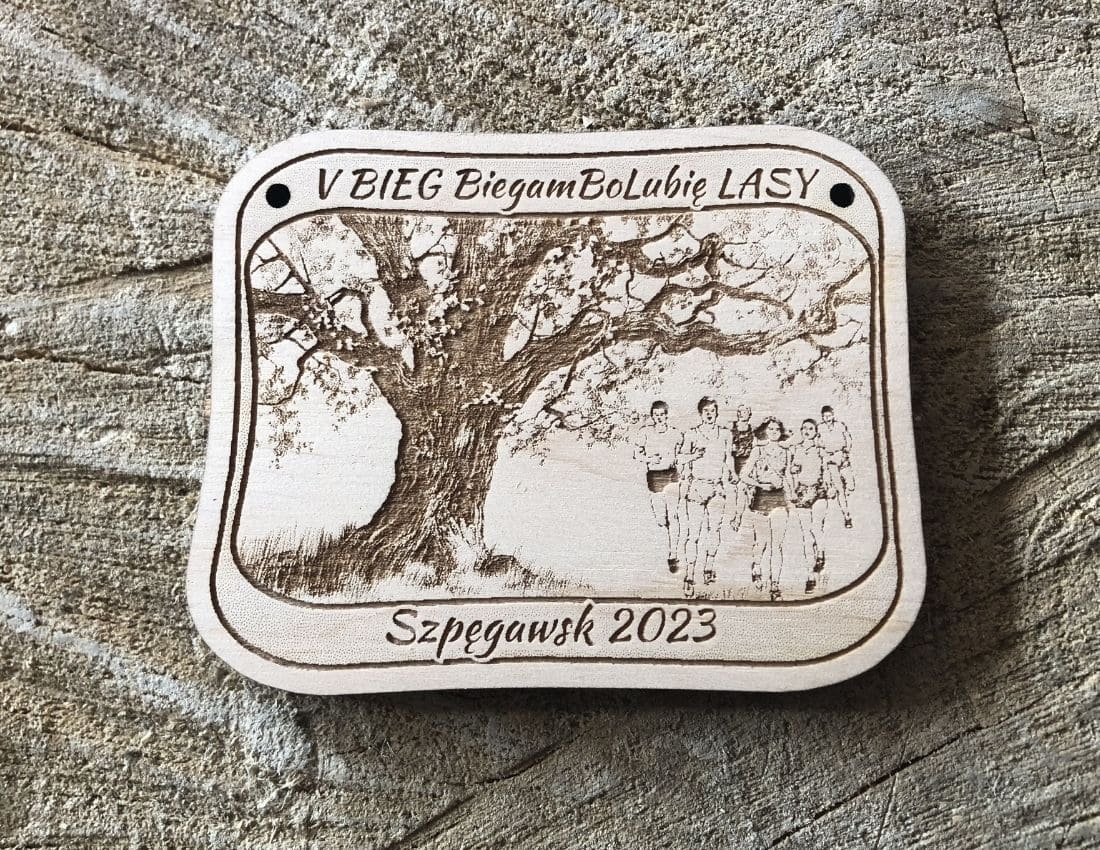 V BIEG BiegamBoLubię LASY
Szpęgawsk 2023